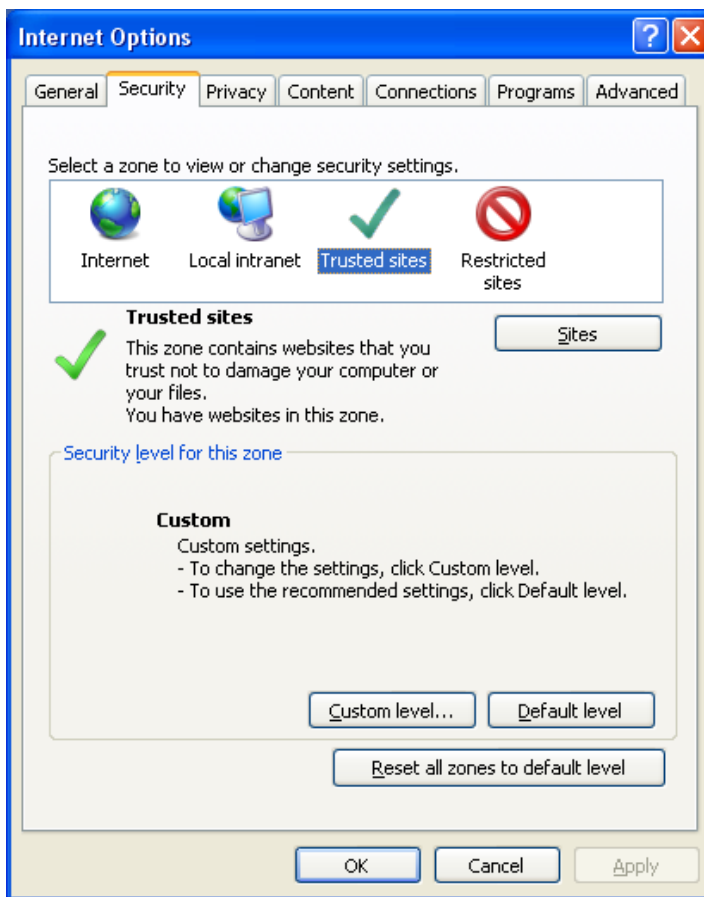 Internet Options
General Security Privacy Content Connections Programs Advanced
Select a zone to view or change security settings.
Internet Local intranet Trusted sites Restricted sites
Trusted sites
Sites
This zone contains websites that you
trust not to damage your computer or
your files.
You have websites in this zone.
Security level for this zone
Custom
Custom settings.
- To change the settings, click Custom level.
- To use the recommended settings, click Default level.
Custom level... Default level
Reset all zones to default level
OK Cancel Apply